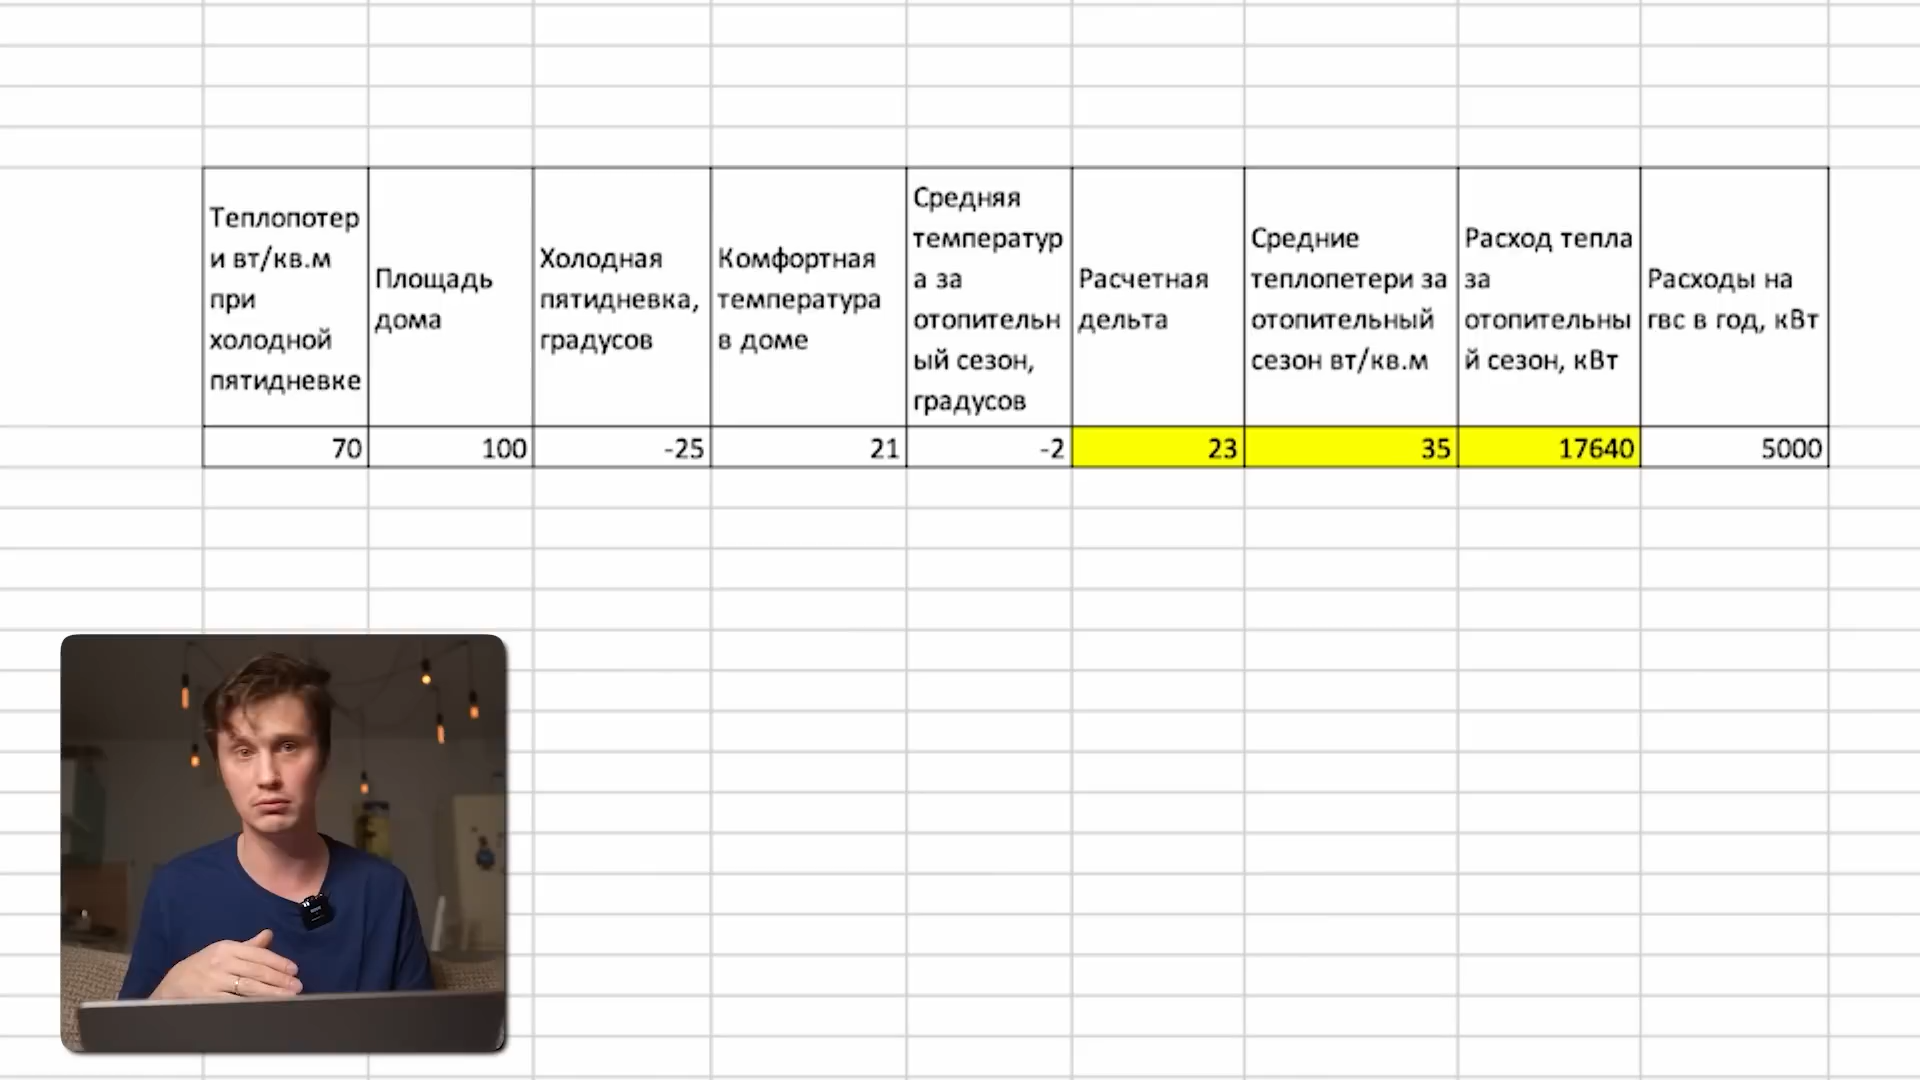 Теплопотер
и вт/кв.м
при
холодной
пятидневке
Площадь
дома
Холодная
пятидневка,
градусов
Комфортная
температура
в доме
Средняя
температур
а за
отопительн
ый сезон,
градусов
Расчетная
дельта
Средние
теплопетери за
отопительный
сезон вт/кв.м
Расход тепла
за
отопительны
й сезон, кВт
Расходы на
гвс в год, кВт
70 100 -25 21 -2 23 35 17640 5000